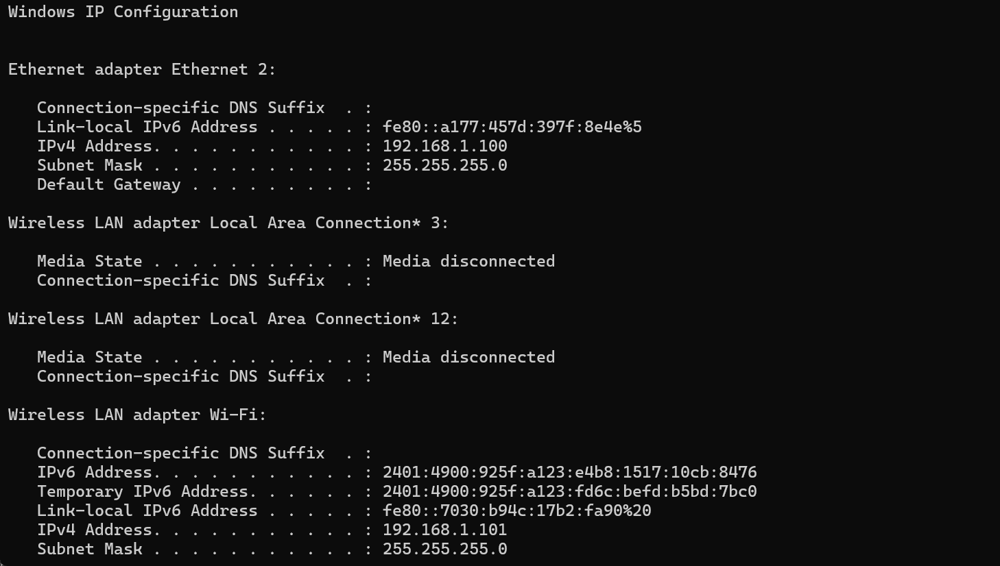 Windows IP Configuration
Ethernet adapter Ethernet 2:
Connection-specific DNS Suffix  . :
Link-local IPv6 Address . . . . . : fe80::a177:457d:397f:8e4e%5
IPv4 Address. . . . . . . . . . . : 192.168.1.100
Subnet Mask . . . . . . . . . . . : 255.255.255.0
Default Gateway . . . . . . . . . :
Wireless LAN adapter Local Area Connection* 3:
Media State . . . . . . . . . . . : Media disconnected
Connection-specific DNS Suffix  . :
Wireless LAN adapter Local Area Connection* 12:
Media State . . . . . . . . . . . : Media disconnected
Connection-specific DNS Suffix  . :
Wireless LAN adapter Wi-Fi:
Connection-specific DNS Suffix  . :
IPv6 Address. . . . . . . . . . . : 2401:4900:925f:a123:e4b8:1517:10cb:8476
Temporary IPv6 Address. . . . . . : 2401:4900:925f:a123:fd6c:befd:b5bd:7bc0
Link-local IPv6 Address . . . . . : fe80::7030:b94c:17b2:fa90%20
IPv4 Address. . . . . . . . . . . : 192.168.1.101
Subnet Mask . . . . . . . . . . . : 255.255.255.0